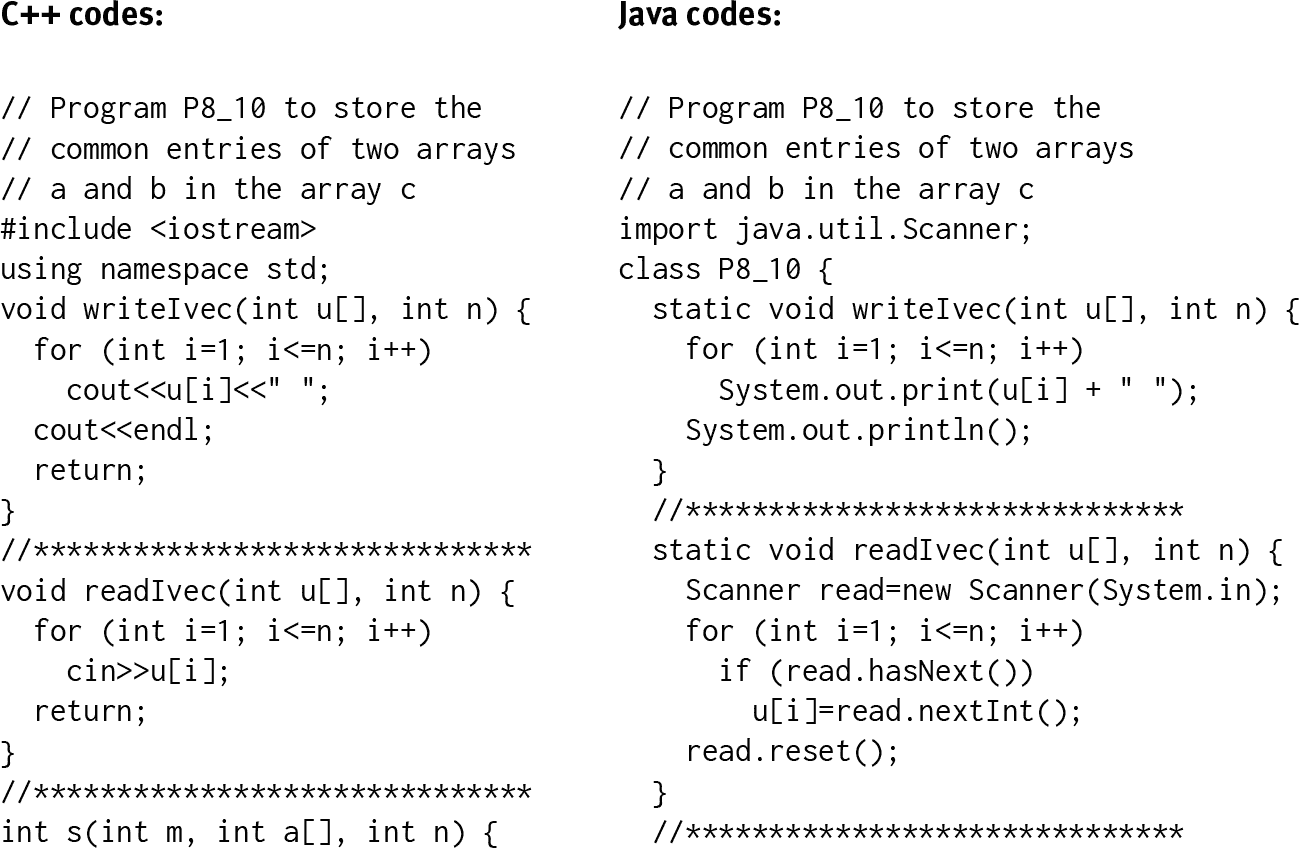 C++ codes:
// Program P8_10 to store the
// common entries of two arrays
// a and b in the array c
#include <iostream>
using namespace std;
void writeIvec(int u[], int n) {
  for (int i=1; i<=n; i++)
    cout<<u[i]<<" ";
  cout<<endl;
  return;
}
//******************************
void readIvec(int u[], int n) {
  for (int i=1; i<=n; i++)
    cin>>u[i];
  return;
}
//******************************
int s(int m, int a[], int n) {
Java codes:
// Program P8_10 to store the
// common entries of two arrays
// a and b in the array c
import java.util.Scanner;
class P8_10 {
  static void writeIvec(int u[], int n) {
    for (int i=1; i<=n; i++)
      System.out.print(u[i] + " ");
    System.out.println();
  }
  //******************************
  static void readIvec(int u[], int n) {
    Scanner read=new Scanner(System.in);
    for (int i=1; i<=n; i++)
      if (read.hasNext())
        u[i]=read.nextInt();
    read.reset();
  }
  //******************************